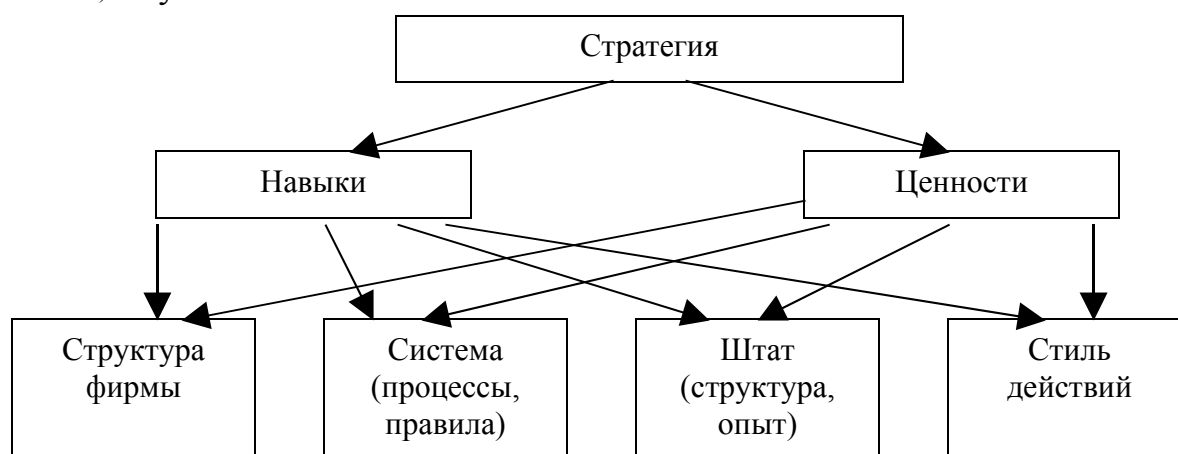 Стратегия
Навыки
Ценности
Структура
фирмы
Система
(процессы,
правила)
Штат
(структура,
опыт)
Стиль
действий